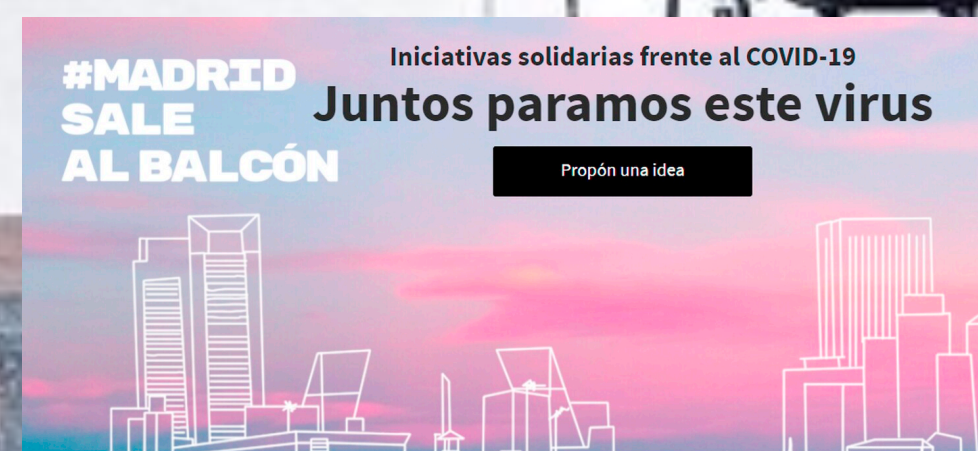 #MADRID
SALE
AL BALCÓN
Iniciativas solidarias frente al COVID-19
Juntos paramos este virus
Propón una idea